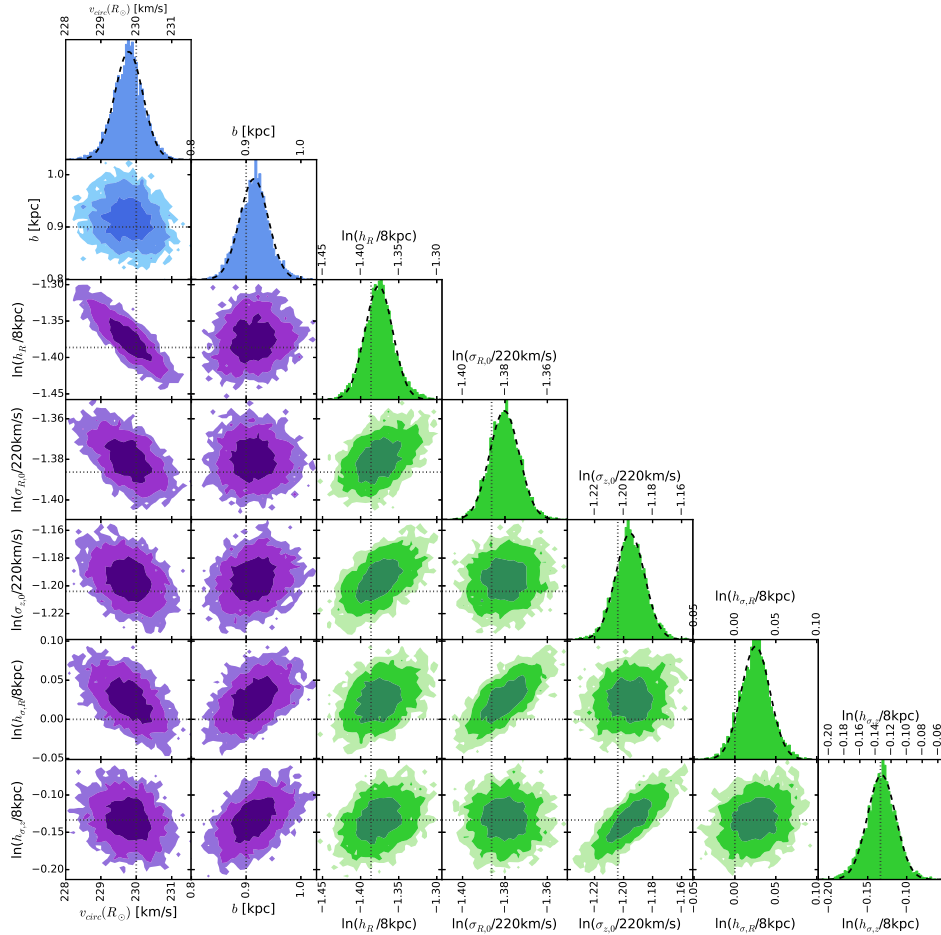 v_circ(R_⊙) [km/s]
228 229 230 231
b [kpc]
0.8 0.9 1.0
1.0
0.9
0.8
b [kpc]
ln(h_R/8kpc)
−1.45 −1.40 −1.35 −1.30
−1.30
−1.35
−1.40
−1.45
ln(h_R/8kpc)
ln(σ_R,0/220km/s)
−1.40 −1.38 −1.36
−1.36
−1.38
−1.40
ln(σ_R,0/220km/s)
ln(σ_z,0/220km/s)
−1.22 −1.20 −1.18 −1.16
−1.16
−1.18
−1.20
−1.22
ln(σ_z,0/220km/s)
ln(h_σ,R/8kpc)
−0.05 0.00 0.05 0.10
0.10
0.05
0.00
−0.05
ln(h_σ,R/8kpc)
ln(h_σ,z/8kpc)
−0.20 −0.18 −0.16 −0.14 −0.12 −0.10 −0.08 −0.06
−0.10
−0.15
−0.20
ln(h_σ,z/8kpc)
228 229 230 231
0.8 0.9 1.0
−1.45 −1.40 −1.35 −1.30
−1.40 −1.38 −1.36
−1.22 −1.20 −1.18 −1.16
−0.05 0.00 0.05 0.10
−0.20 −0.15 −0.10
v_circ(R_⊙) [km/s]
b [kpc]
ln(h_R/8kpc)
ln(σ_R,0/220km/s)
ln(σ_z,0/220km/s)
ln(h_σ,R/8kpc)
ln(h_σ,z/8kpc)